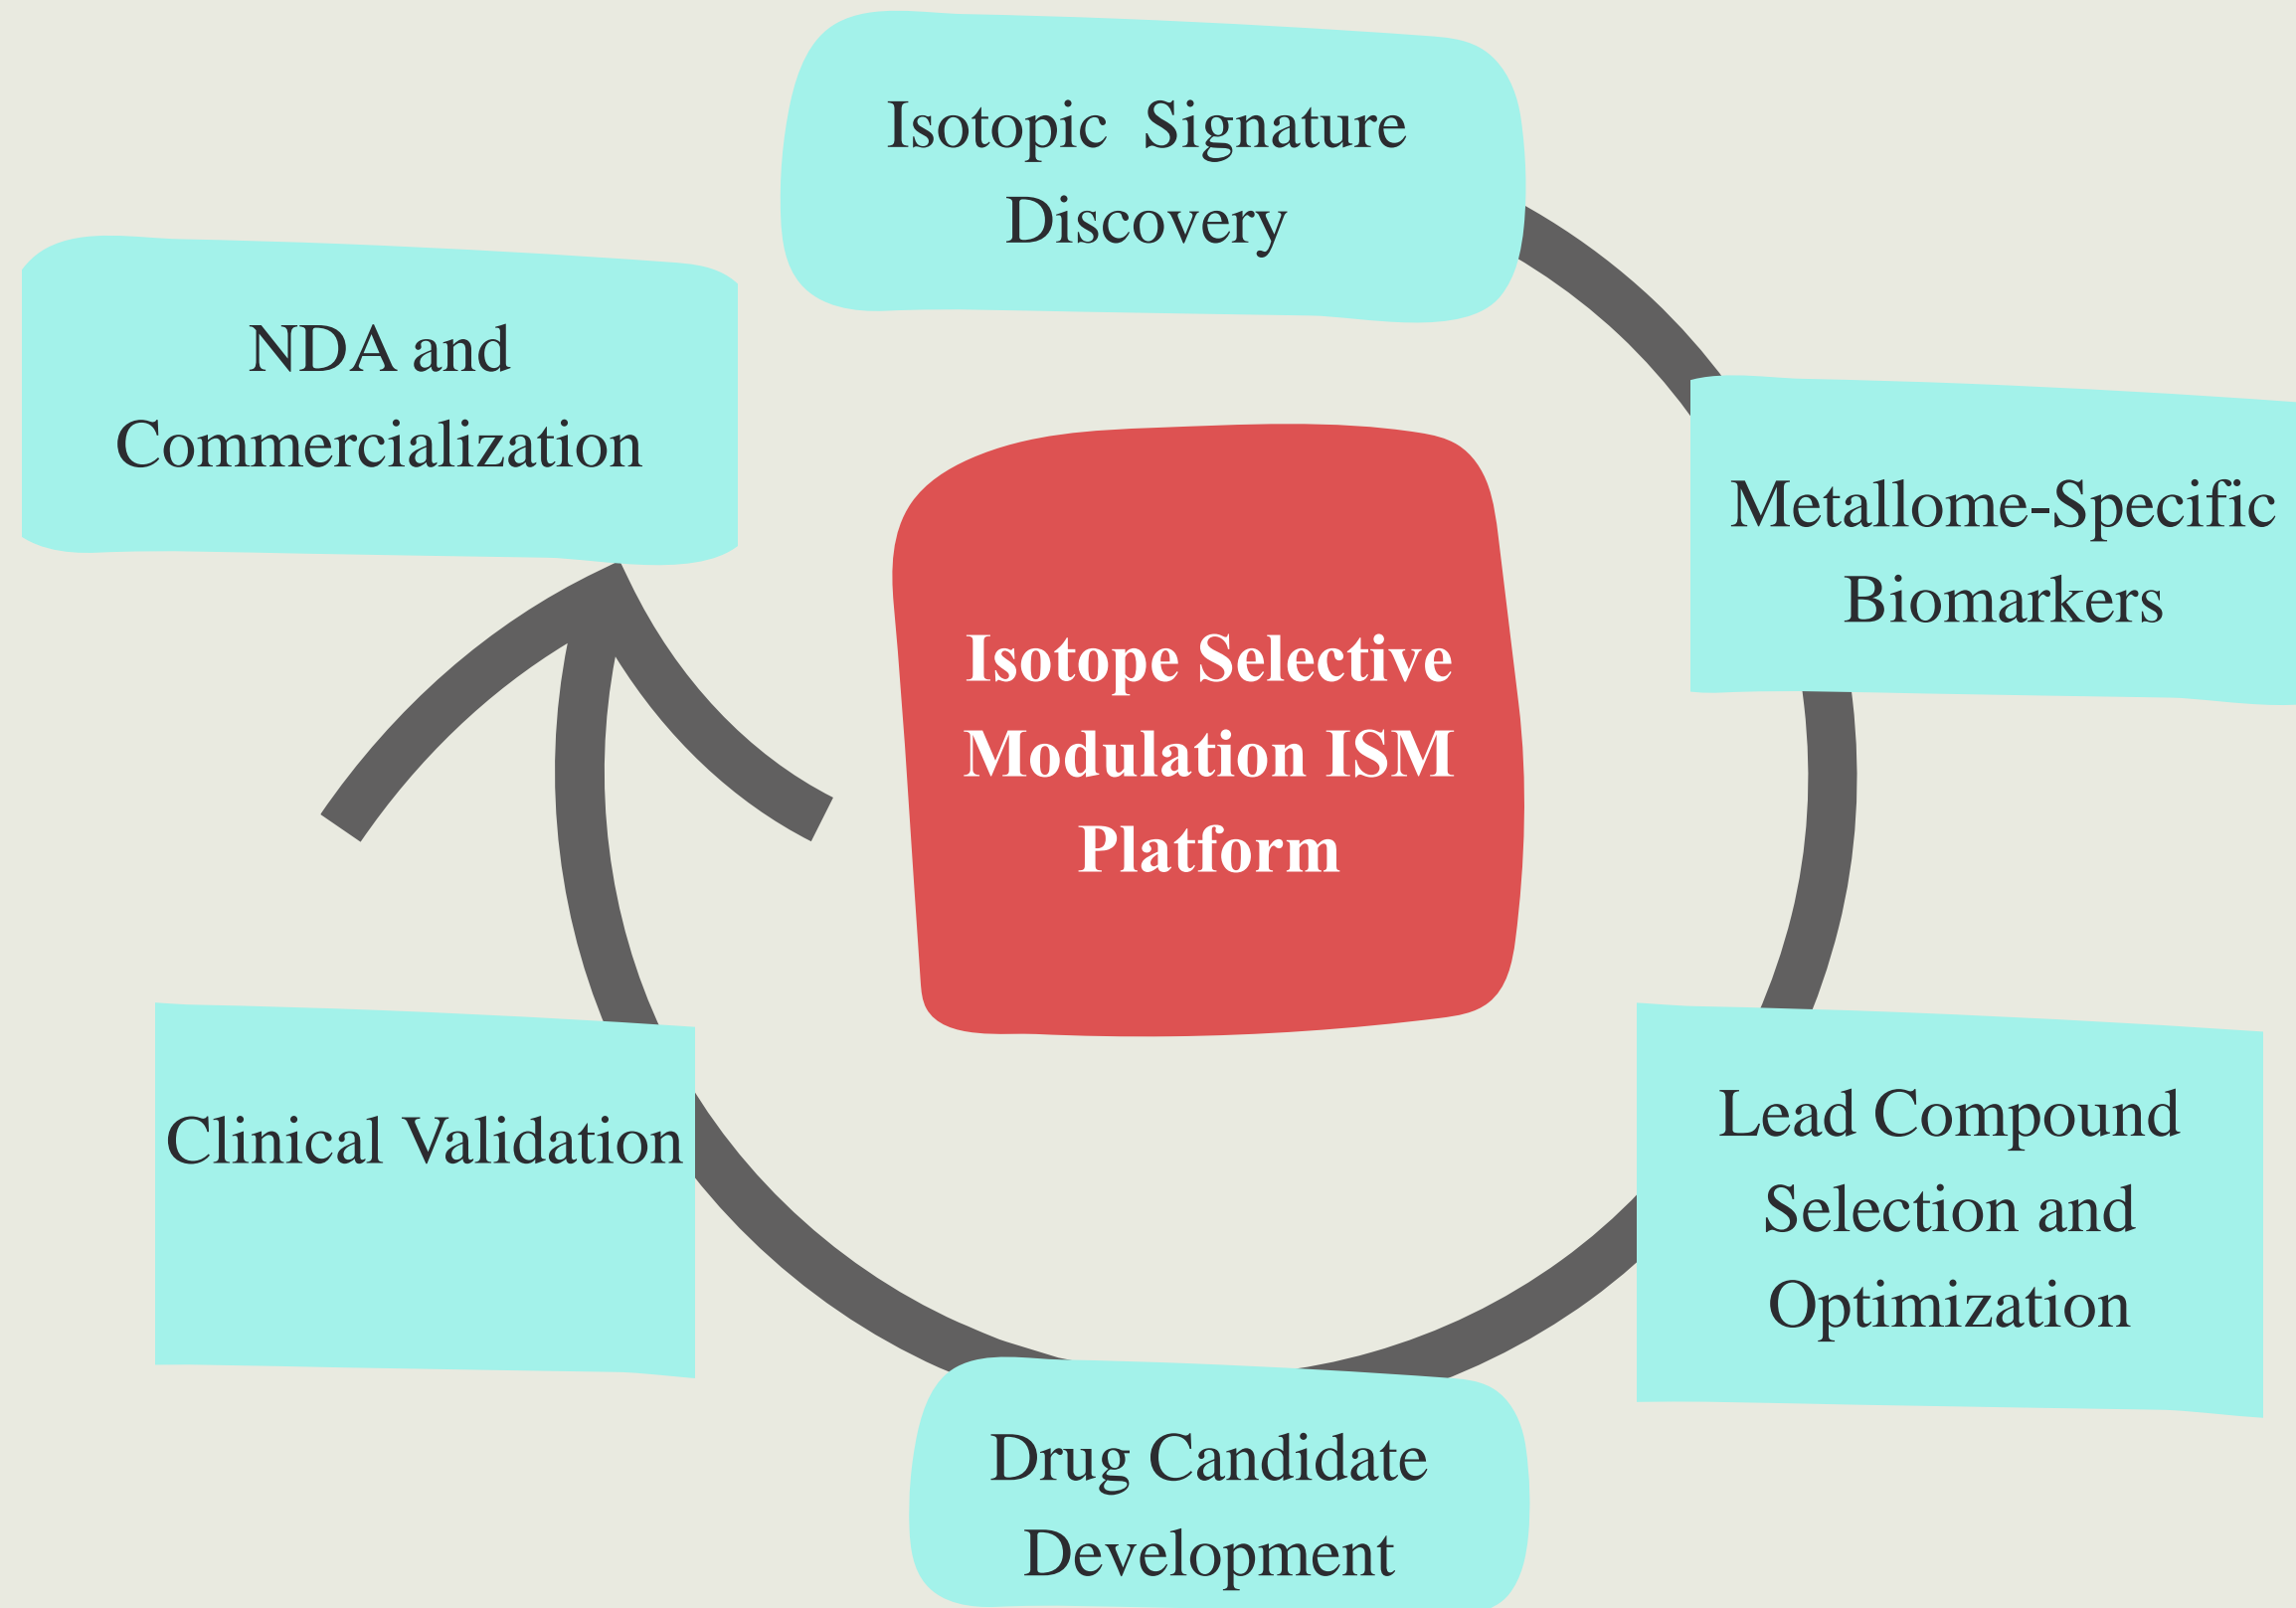 Isotopic  Signature
Discovery
Metallome-Specific
Biomarkers
Lead Compound
Selection and
Optimization
Drug Candidate
Development
Clinical Validation
NDA and
Commercialization
Isotope Selective
Modulation ISM
Platform